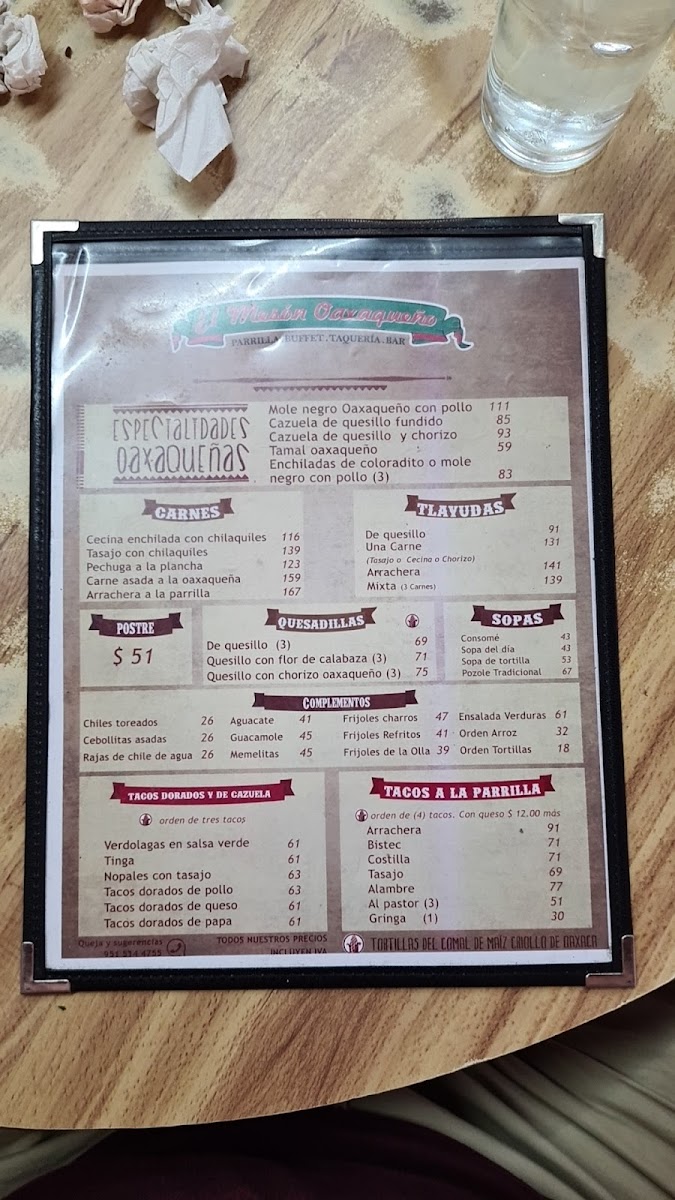 El Mesón Oaxaqueño
PARRILLA BUFFET.TAQUERÍA.BAR
ESPECIALIDADES
OAXAQUEÑAS
Mole negro Oaxaqueño con pollo 111
Cazuela de quesillo fundido 85
Cazuela de quesillo y chorizo 93
Tamal oaxaqueño 59
Enchiladas de coloradito o mole
negro con pollo (3) 83
CARNES
Cecina enchilada con chilaquiles 116
Tasajo con chilaquiles 139
Pechuga a la plancha 123
Carne asada a la oaxaqueña 159
Arrachera a la parrilla 167
TLAYUDAS
De quesillo 91
Una Carne 131
(Tasajo o Cecina o Chorizo)
Arrachera 141
Mixta (3 Carnes) 139
POSTRE
$ 51
QUESADILLAS
De quesillo (3) 69
Quesillo con flor de calabaza (3) 71
Quesillo con chorizo oaxaqueño (3) 75
SOPAS
Consomé 43
Sopa del día 43
Sopa de tortilla 53
Pozole Tradicional 67
COMPLEMENTOS
Chiles toreados 26 Aguacate 41 Frijoles charros 47 Ensalada Verduras 61
Cebollitas asadas 26 Guacamole 45 Frijoles Refritos 41 Orden Arroz 32
Rajas de chile de agua 26 Memelitas 45 Frijoles de la Olla 39 Orden Tortillas 18
TACOS DORADOS Y DE CAZUELA
orden de tres tacos
Verdolagas en salsa verde 61
Tinga 61
Nopales con tasajo 63
Tacos dorados de pollo 63
Tacos dorados de queso 61
Tacos dorados de papa 61
TACOS A LA PARRILLA
orden de (4) tacos. Con queso $ 12.00 más
Arrachera 91
Bistec 71
Costilla 71
Tasajo 69
Alambre 77
Al pastor (3) 51
Gringa (1) 30
Queja y sugerencias
951 514 4755
TODOS NUESTROS PRECIOS
INCLUYEN IVA
TORTILLAS DEL COMAL DE MAÍZ CRIOLLO DE OAXACA